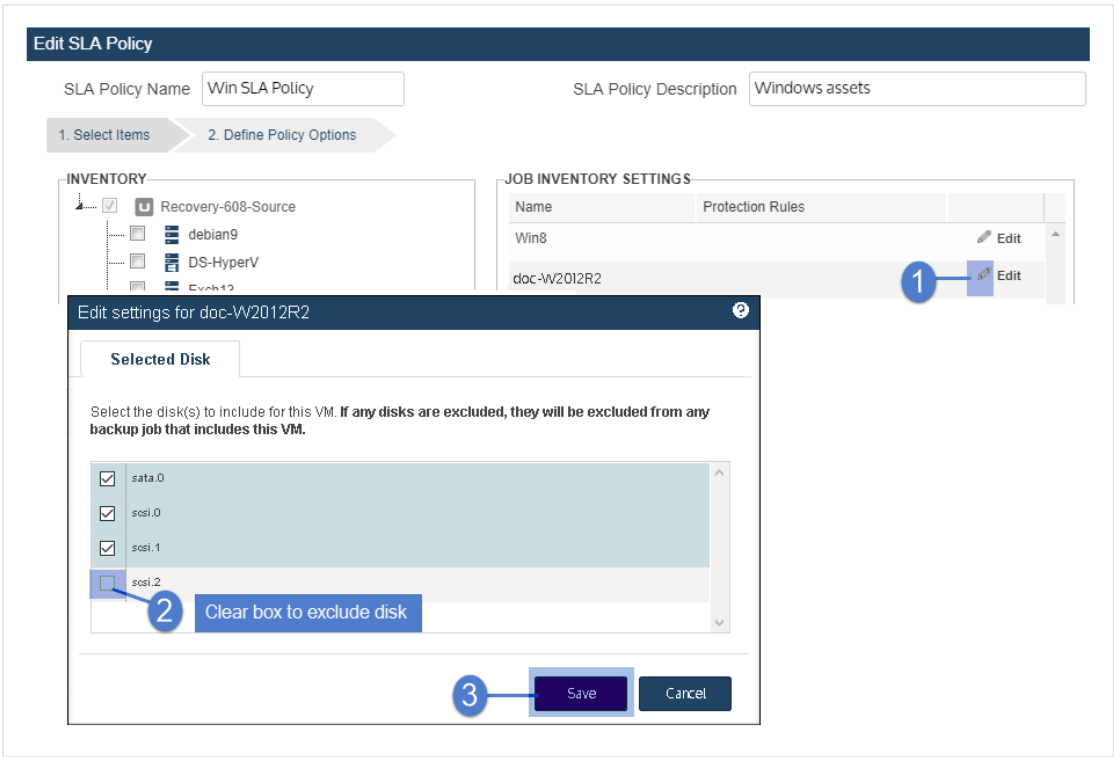 Edit SLA Policy
SLA Policy Name Win SLA Policy SLA Policy Description Windows assets
1. Select Items 2. Define Policy Options
INVENTORY
Recovery-608-Source
debian9
DS-HyperV
Exch13
JOB INVENTORY SETTINGS
Name Protection Rules
Win8 Edit
doc-W2012R2 1 Edit
Edit settings for doc-W2012R2 ?
Selected Disk
Select the disk(s) to include for this VM. If any disks are excluded, they will be excluded from any
backup job that includes this VM.
sata.0
scsi.0
scsi.1
scsi.2
2 Clear box to exclude disk
3 Save Cancel